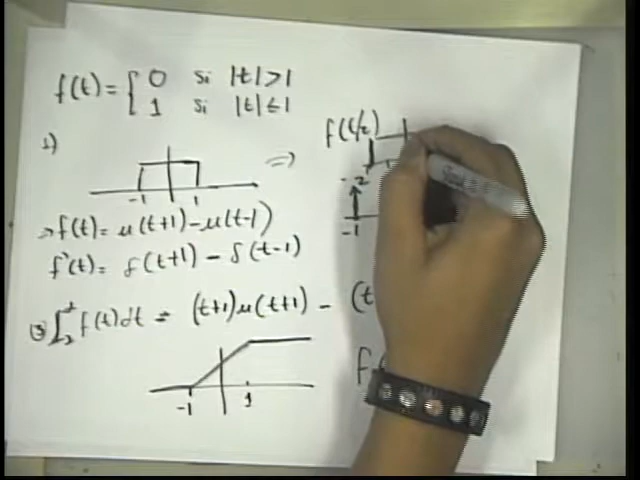 f(t) = { 0 si |t|>1
1 si |t|≤1
1)
⇒ f(t/2)
-1 1
-2
⇒ f(t) = u(t+1) - u(t-1)
-1
f'(t) = δ(t+1) - δ(t-1)
∫ f(t)dt = (t+1)u(t+1) - (t
-1 1
f